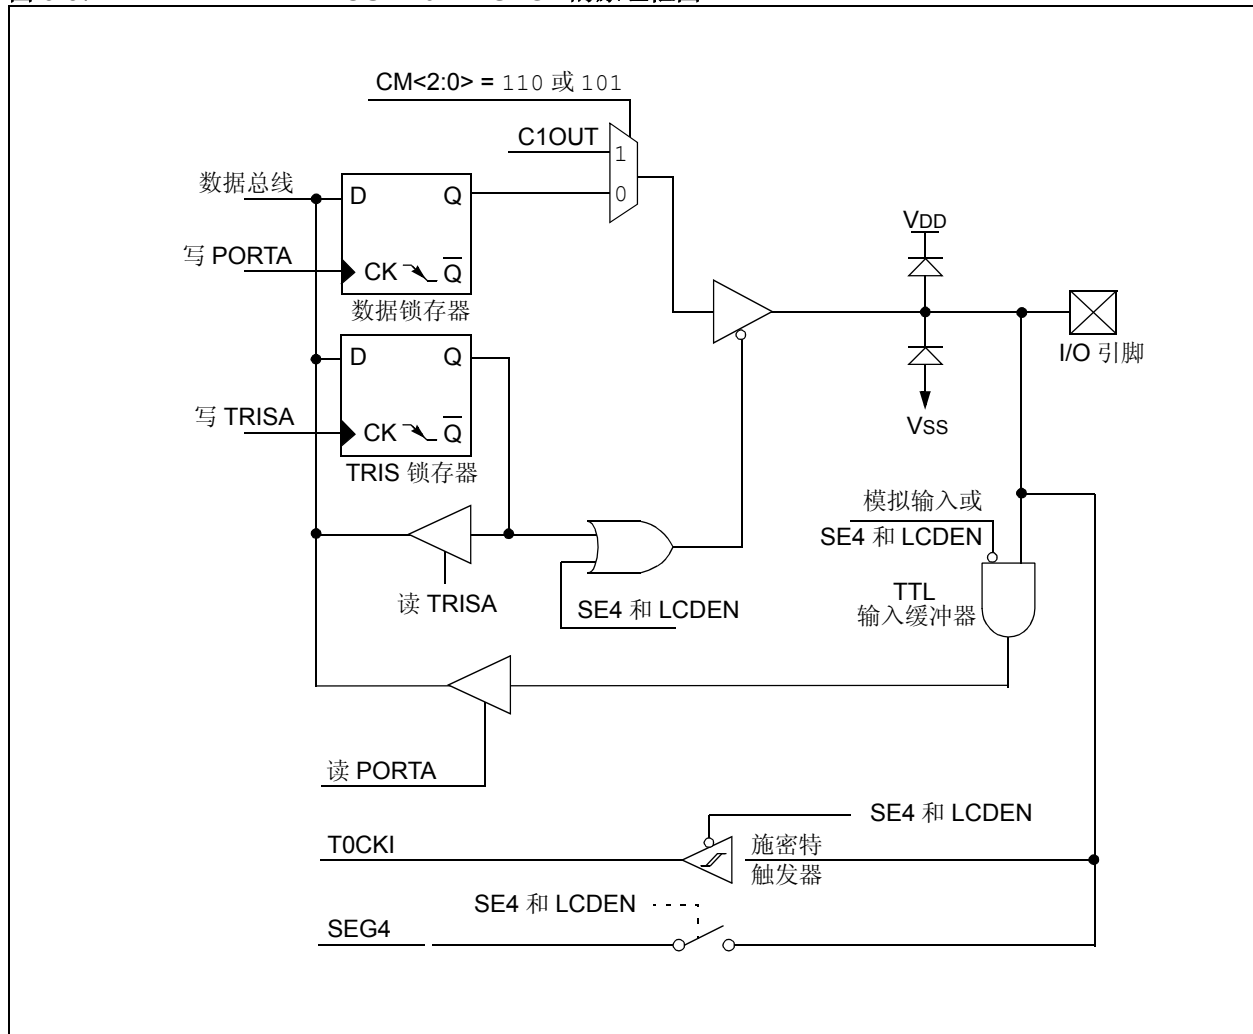 CM<2:0> = 110 或 101
C1OUT
1
0
数据总线
D
Q
写 PORTA
CK
Q
数据锁存器
VDD
I/O 引脚
VSS
D
Q
写 TRISA
CK
Q
TRIS 锁存器
模拟输入或
SE4 和 LCDEN
TTL
输入缓冲器
读 TRISA
SE4 和 LCDEN
读 PORTA
SE4 和 LCDEN
T0CKI
施密特
触发器
SE4 和 LCDEN
SEG4